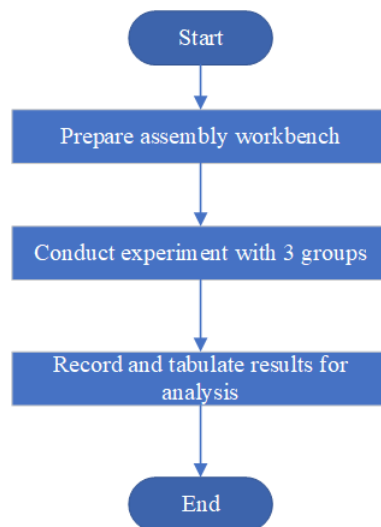 Start
Prepare assembly workbench
Conduct experiment with 3 groups
Record and tabulate results for
analysis
End